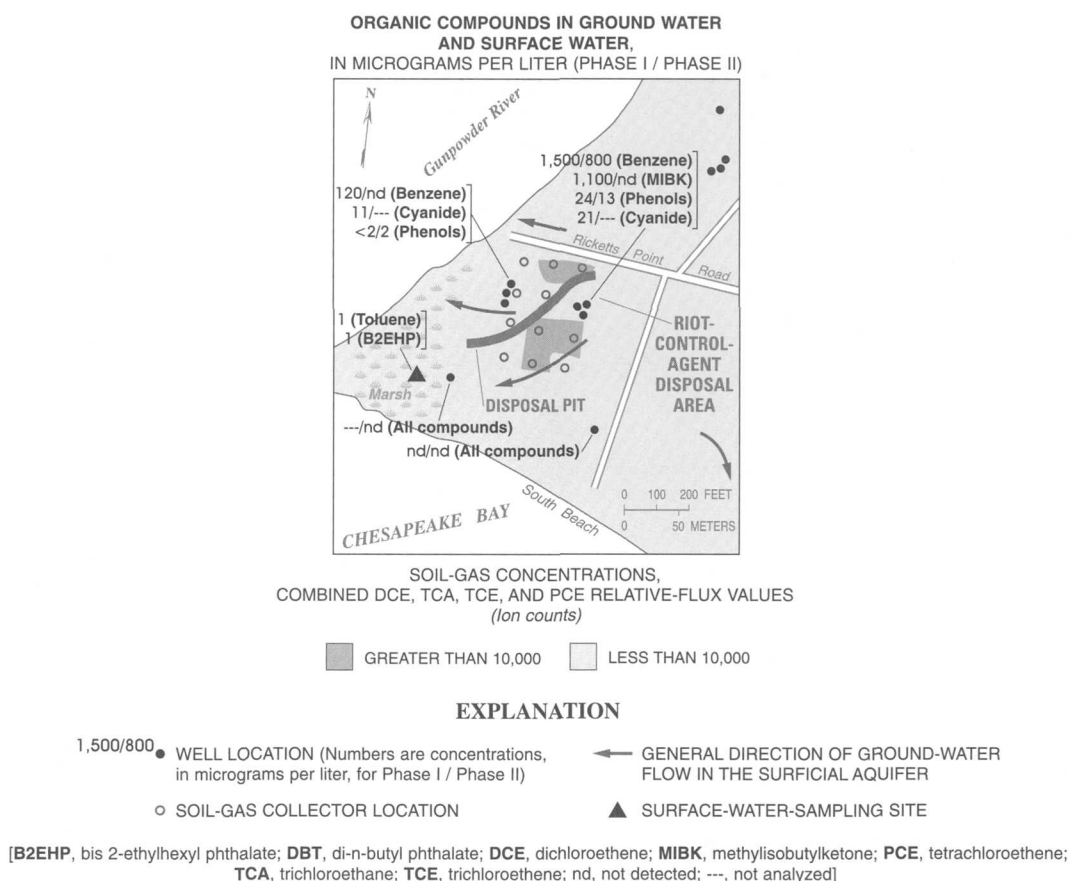 ORGANIC COMPOUNDS IN GROUND WATER
AND SURFACE WATER,
IN MICROGRAMS PER LITER (PHASE I / PHASE II)
N
Gunpowder River
1,500/800 (Benzene)
1,100/nd (MIBK)
24/13 (Phenols)
21/--- (Cyanide)
120/nd (Benzene)
11/--- (Cyanide)
<2/2 (Phenols)
Ricketts Point Road
1 (Toluene)
1 (B2EHP)
RIOT-
CONTROL-
AGENT
DISPOSAL
AREA
Marsh
DISPOSAL PIT
---/nd (All compounds)
nd/nd (All compounds)
South Beach
CHESAPEAKE BAY
0 100 200 FEET
0 50 METERS
SOIL-GAS CONCENTRATIONS,
COMBINED DCE, TCA, TCE, AND PCE RELATIVE-FLUX VALUES
(Ion counts)
GREATER THAN 10,000
LESS THAN 10,000
EXPLANATION
1,500/800 WELL LOCATION (Numbers are concentrations,
in micrograms per liter, for Phase I / Phase II)
GENERAL DIRECTION OF GROUND-WATER
FLOW IN THE SURFICIAL AQUIFER
SOIL-GAS COLLECTOR LOCATION
SURFACE-WATER-SAMPLING SITE
[B2EHP, bis 2-ethylhexyl phthalate; DBT, di-n-butyl phthalate; DCE, dichloroethene; MIBK, methylisobutylketone; PCE, tetrachloroethene;
TCA, trichloroethane; TCE, trichloroethene; nd, not detected; ---, not analyzed]